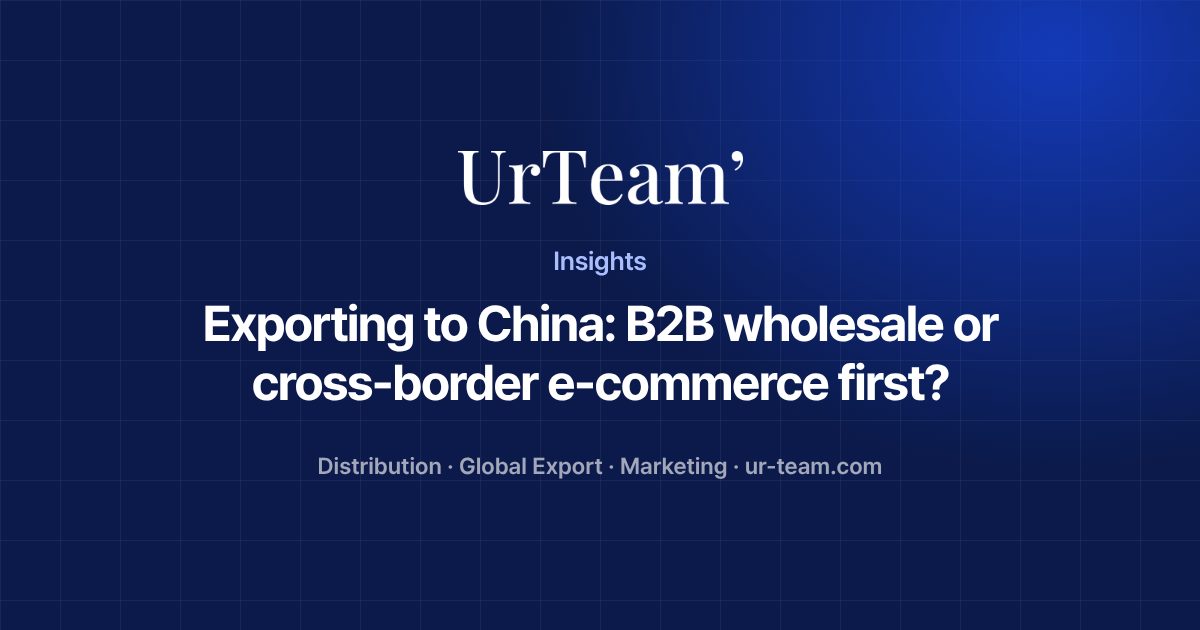 UrTeam’
Insights
Exporting to China: B2B wholesale or
cross-border e-commerce first?
Distribution · Global Export · Marketing · ur-team.com